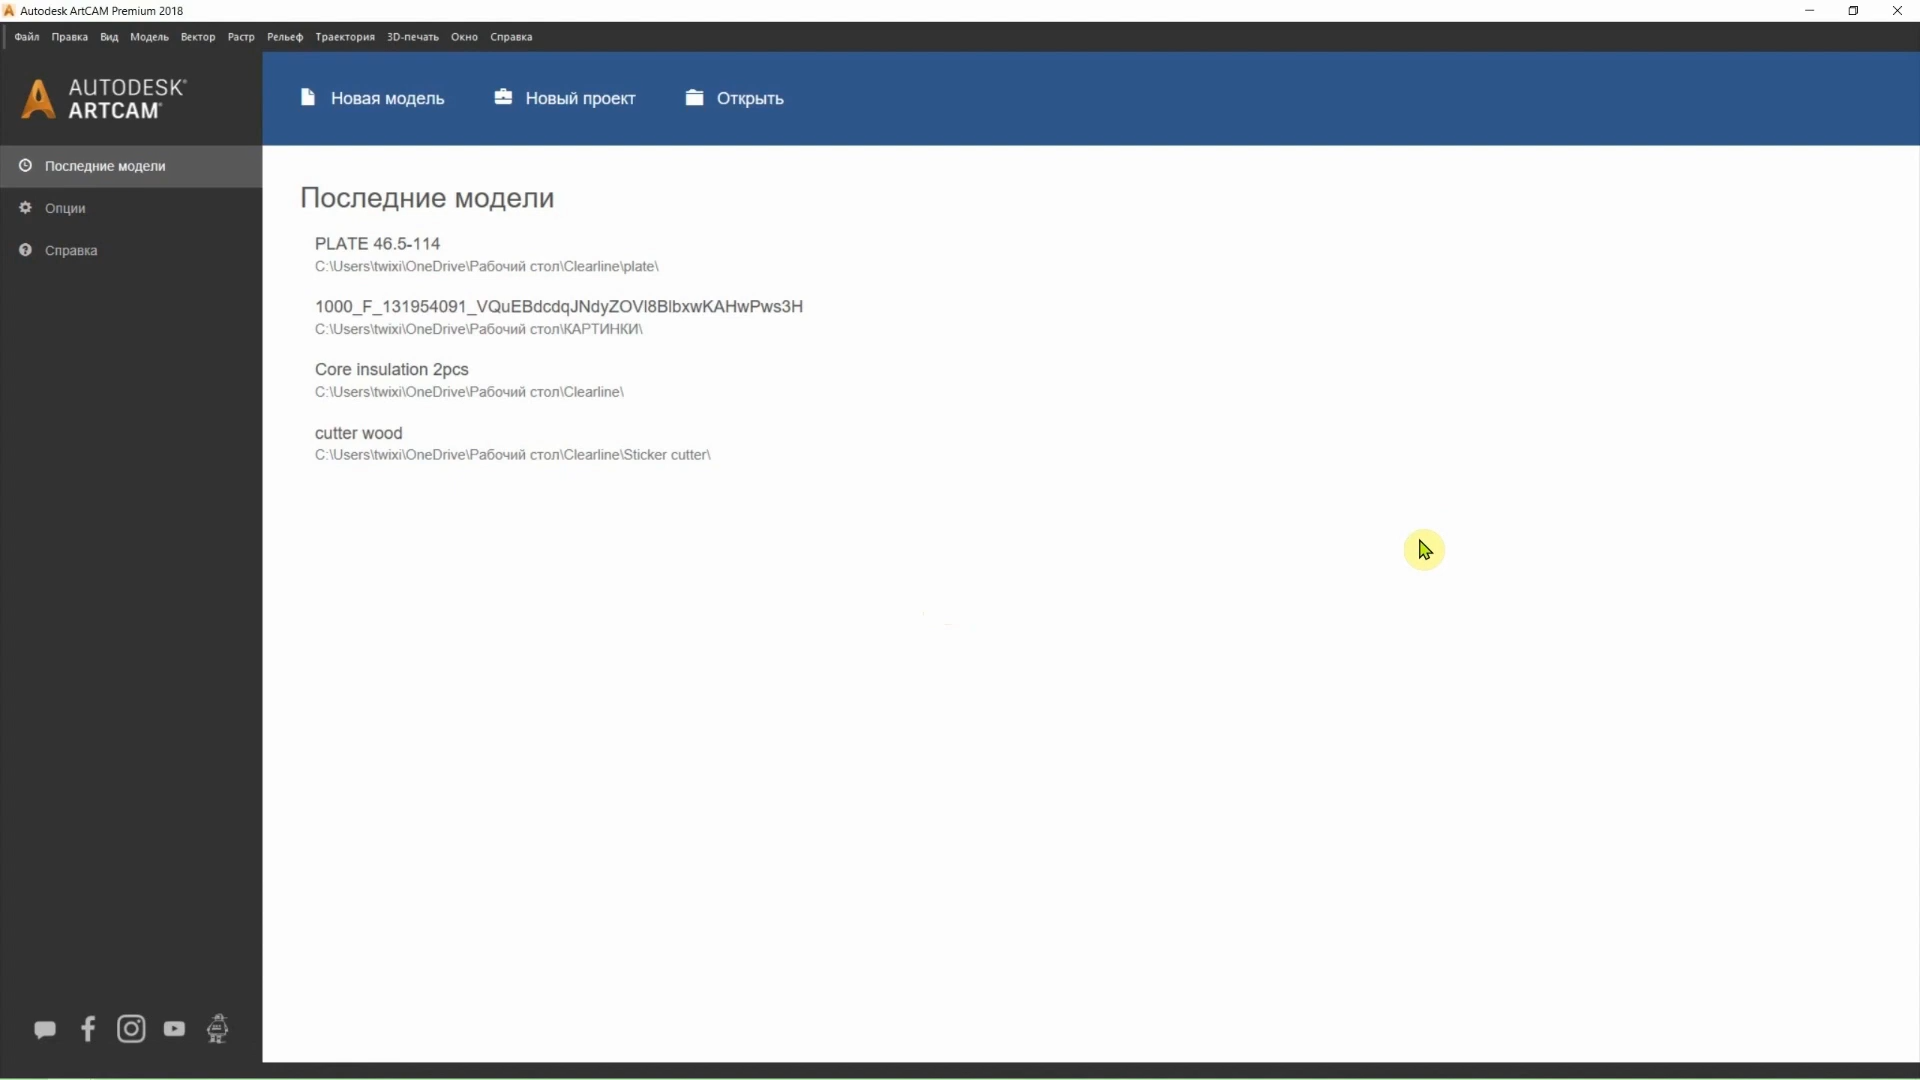 Autodesk ArtCAM Premium 2018
Файл Правка Вид Модель Вектор Растр Рельеф Траектория 3D-печать Окно Справка
AUTODESK®
ARTCAM®
Новая модель Новый проект Открыть
Последние модели
Опции
Справка
Последние модели
PLATE 46.5-114
C:\Users\twixi\OneDrive\Рабочий стол\Clearline\plate\
1000_F_131954091_VQuEBdcdqJNdyZOVl8BlbxwKAHwPws3H
C:\Users\twixi\OneDrive\Рабочий стол\КАРТИНКИ\
Core insulation 2pcs
C:\Users\twixi\OneDrive\Рабочий стол\Clearline\
cutter wood
C:\Users\twixi\OneDrive\Рабочий стол\Clearline\Sticker cutter\